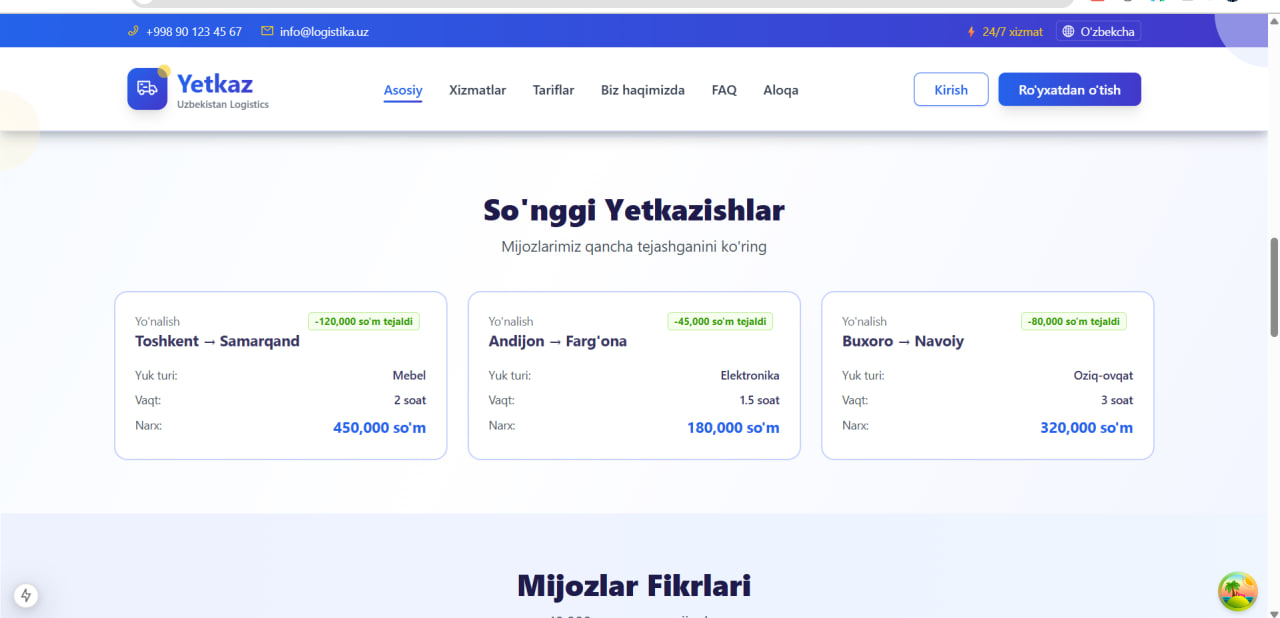 +998 90 123 45 67 info@logistika.uz 24/7 xizmat O'zbekcha
Yetkaz
Uzbekistan Logistics
Asosiy Xizmatlar Tariflar Biz haqimizda FAQ Aloqa Kirish Ro'yxatdan o'tish
So'nggi Yetkazishlar
Mijozlarimiz qancha tejashganini ko'ring
Yo'nalish -120,000 so'm tejaldi
Toshkent → Samarqand
Yuk turi: Mebel
Vaqt: 2 soat
Narx: 450,000 so'm
Yo'nalish -45,000 so'm tejaldi
Andijon → Farg'ona
Yuk turi: Elektronika
Vaqt: 1.5 soat
Narx: 180,000 so'm
Yo'nalish -80,000 so'm tejaldi
Buxoro → Navoiy
Yuk turi: Oziq-ovqat
Vaqt: 3 soat
Narx: 320,000 so'm
Mijozlar Fikrlari